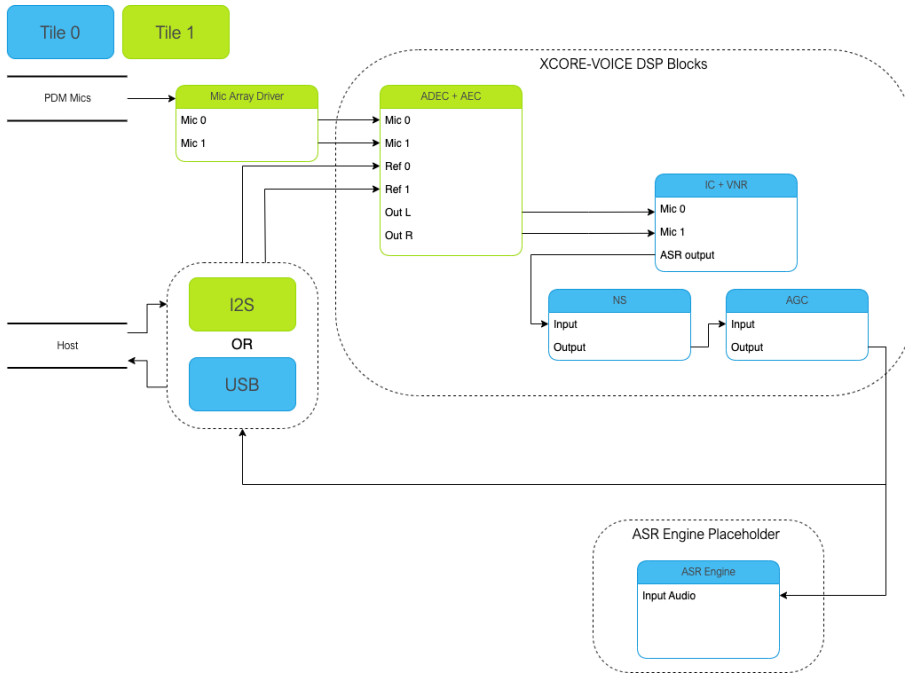 Tile 0
Tile 1
XCORE-VOICE DSP Blocks
PDM Mics
Mic Array Driver
Mic 0
Mic 1
ADEC + AEC
Mic 0
Mic 1
Ref 0
Ref 1
Out L
Out R
IC + VNR
Mic 0
Mic 1
ASR output
NS
Input
Output
AGC
Input
Output
Host
I2S
OR
USB
ASR Engine Placeholder
ASR Engine
Input Audio